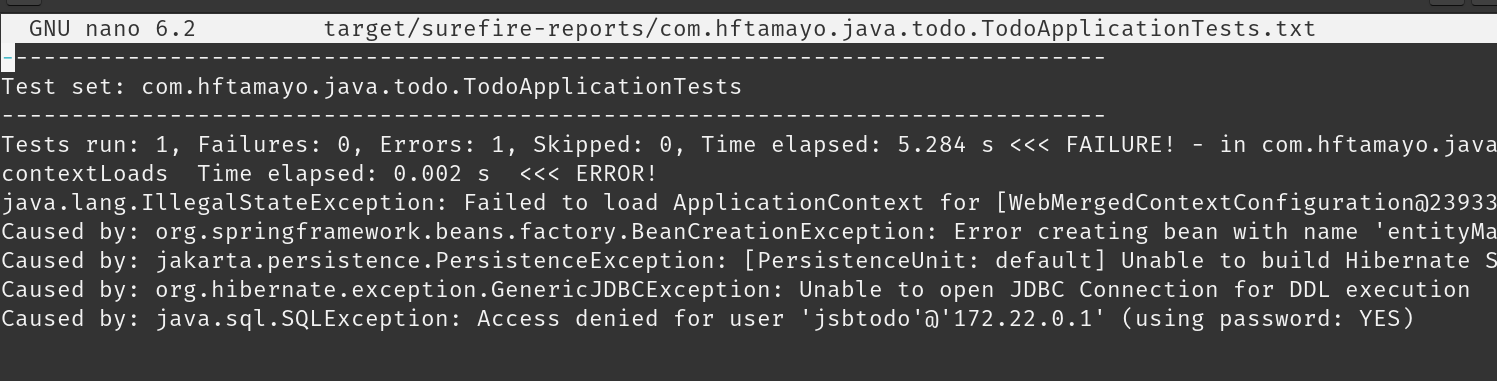 GNU nano 6.2 target/surefire-reports/com.hftamayo.java.todo.TodoApplicationTests.txt
-------------------------------------------------------------------------------
Test set: com.hftamayo.java.todo.TodoApplicationTests
-------------------------------------------------------------------------------
Tests run: 1, Failures: 0, Errors: 1, Skipped: 0, Time elapsed: 5.284 s <<< FAILURE! - in com.hftamayo.java
contextLoads  Time elapsed: 0.002 s  <<< ERROR!
java.lang.IllegalStateException: Failed to load ApplicationContext for [WebMergedContextConfiguration@23933
Caused by: org.springframework.beans.factory.BeanCreationException: Error creating bean with name 'entityMa
Caused by: jakarta.persistence.PersistenceException: [PersistenceUnit: default] Unable to build Hibernate S
Caused by: org.hibernate.exception.GenericJDBCException: Unable to open JDBC Connection for DDL execution
Caused by: java.sql.SQLException: Access denied for user 'jsbtodo'@'172.22.0.1' (using password: YES)